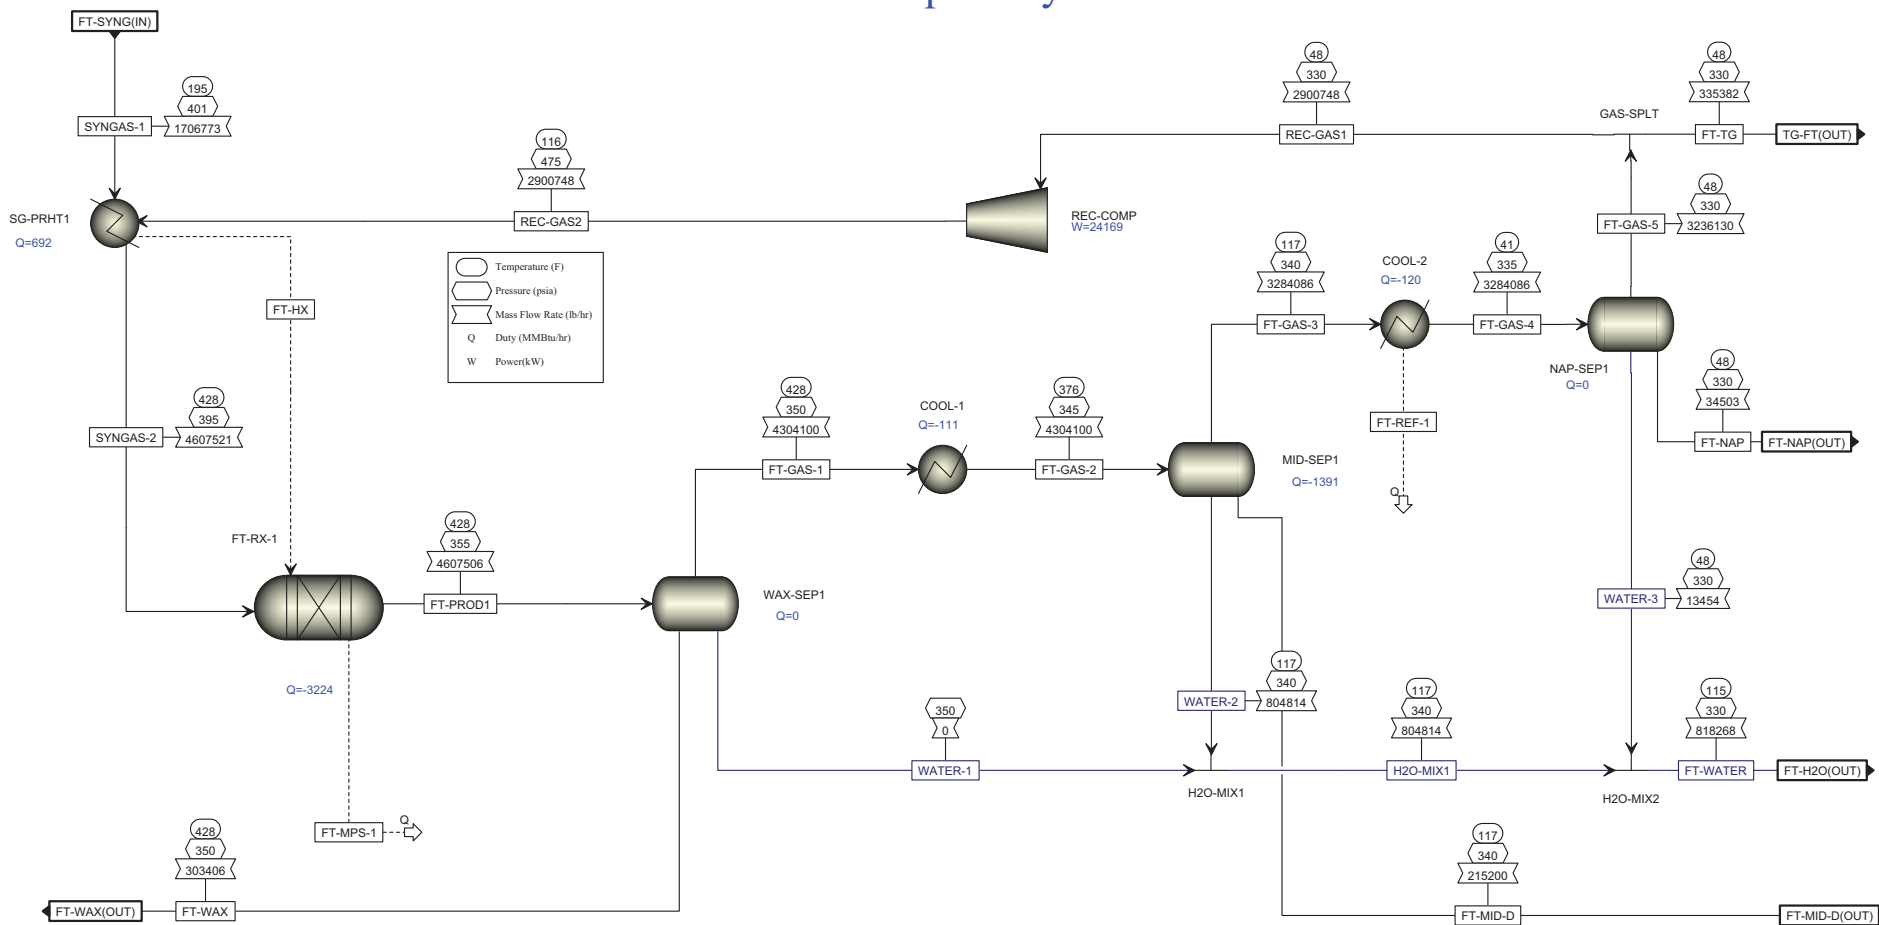 FT-SYNG(IN)
195
401
1706773
SYNGAS-1
SG-PRHT1
Q=692
116
475
2900748
REC-GAS2
48
330
2900748
REC-GAS1
REC-COMP
W=24169
GAS-SPLT
48
330
335382
FT-TG
TG-FT(OUT)
48
330
3236130
FT-GAS-5
Temperature (F)
Pressure (psia)
Mass Flow Rate (lb/hr)
Q Duty (MMBtu/hr)
W Power(kW)
FT-HX
117
340
3284086
FT-GAS-3
COOL-2
Q=-120
41
335
3284086
FT-GAS-4
NAP-SEP1
Q=0
48
330
34503
FT-NAP
FT-NAP(OUT)
FT-REF-1
Q
428
395
4607521
SYNGAS-2
428
350
4304100
FT-GAS-1
COOL-1
Q=-111
376
345
4304100
FT-GAS-2
MID-SEP1
Q=-1391
FT-RX-1
428
355
4607506
FT-PROD1
WAX-SEP1
Q=0
48
330
13454
WATER-3
Q=-3224
117
340
804814
WATER-2
350
0
WATER-1
H2O-MIX1
117
340
804814
H2O-MIX1
115
330
818268
FT-WATER
FT-H2O(OUT)
H2O-MIX2
FT-MPS-1
Q
428
350
303406
FT-WAX
FT-WAX(OUT)
117
340
215200
FT-MID-D
FT-MID-D(OUT)